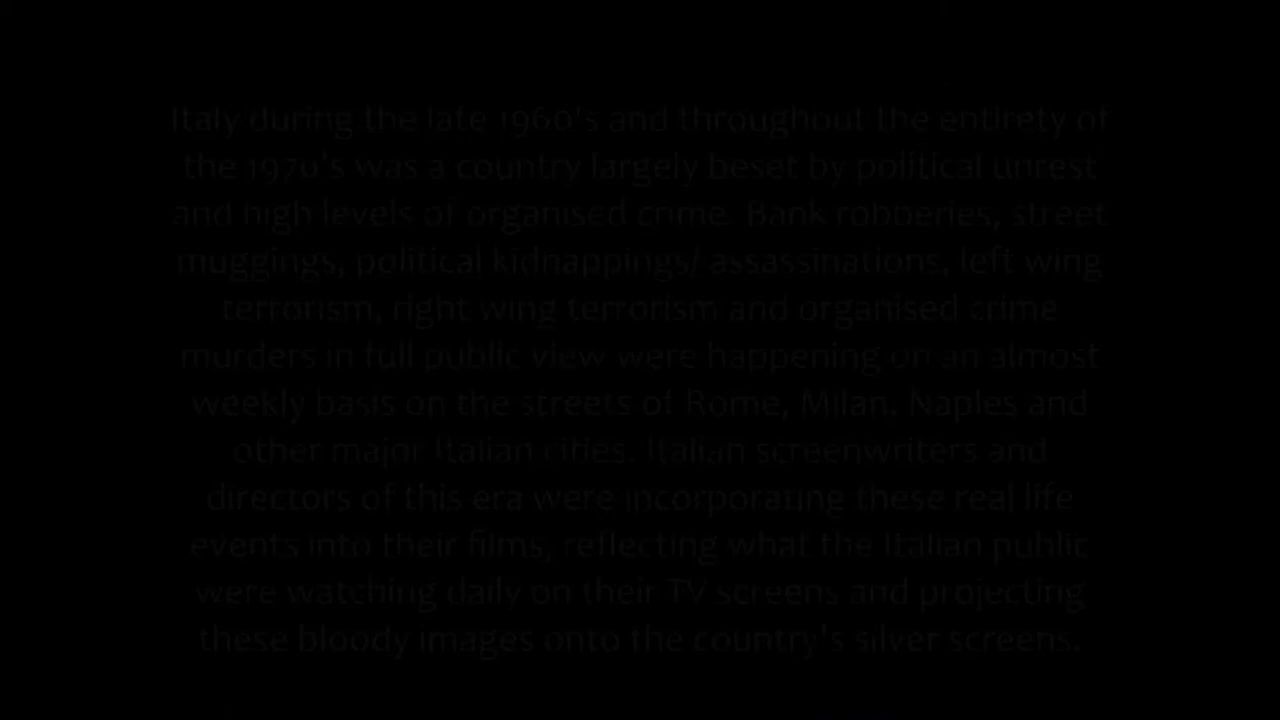 Italy during the late 1960's and throughout the entirety of
the 1970's was a country largely beset by political unrest
and high levels of organised crime. Bank robberies, street
muggings, political kidnappings/ assassinations, left wing
terrorism, right wing terrorism and organised crime
murders in full public view were happening on an almost
weekly basis on the streets of Rome, Milan, Naples and
other major Italian cities. Italian screenwriters and
directors of this era were incorporating these real life
events into their films, reflecting what the Italian public
were watching daily on their TV screens and projecting
these bloody images onto the country's silver screens.